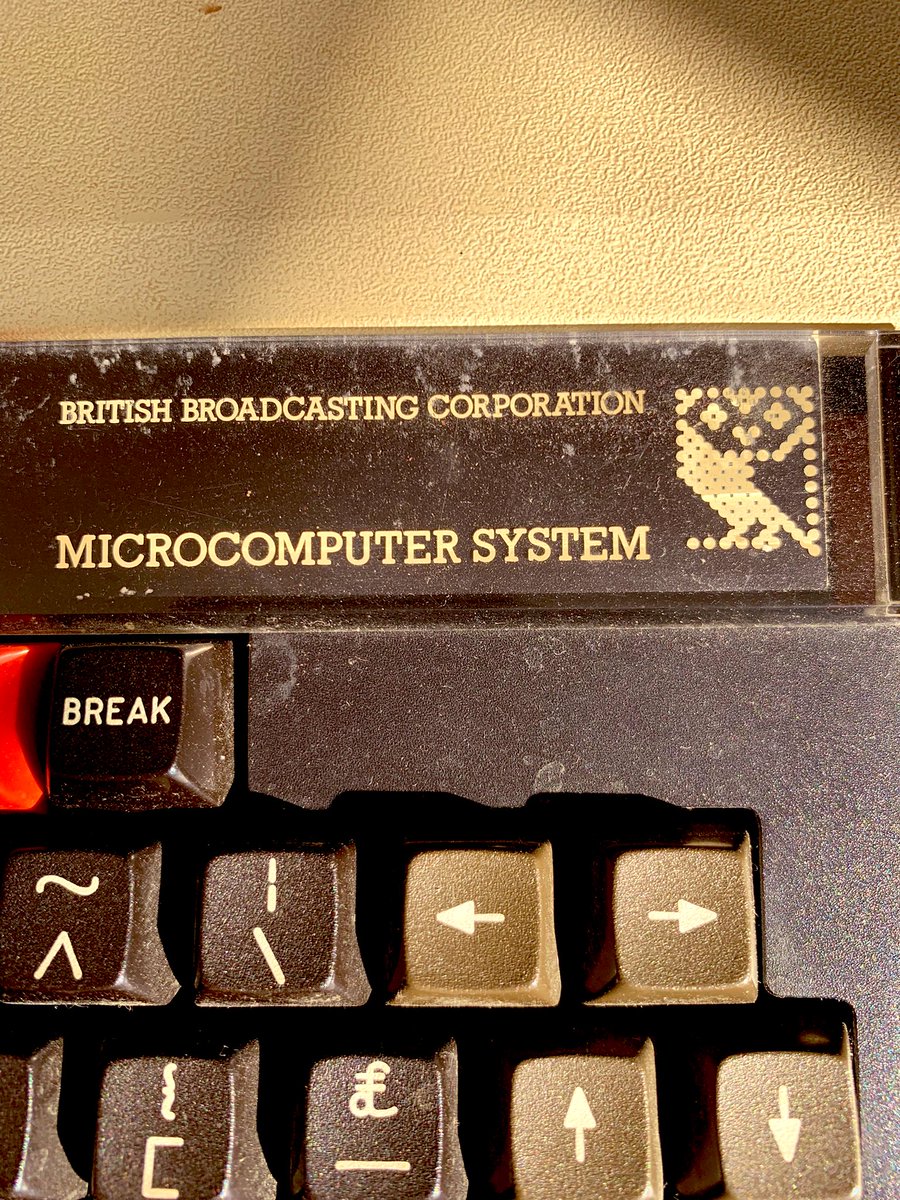 BRITISH BROADCASTING CORPORATION
MICROCOMPUTER SYSTEM
BREAK
~ ¦ ← →
^ \
{ £ ↑ ↓
[ _